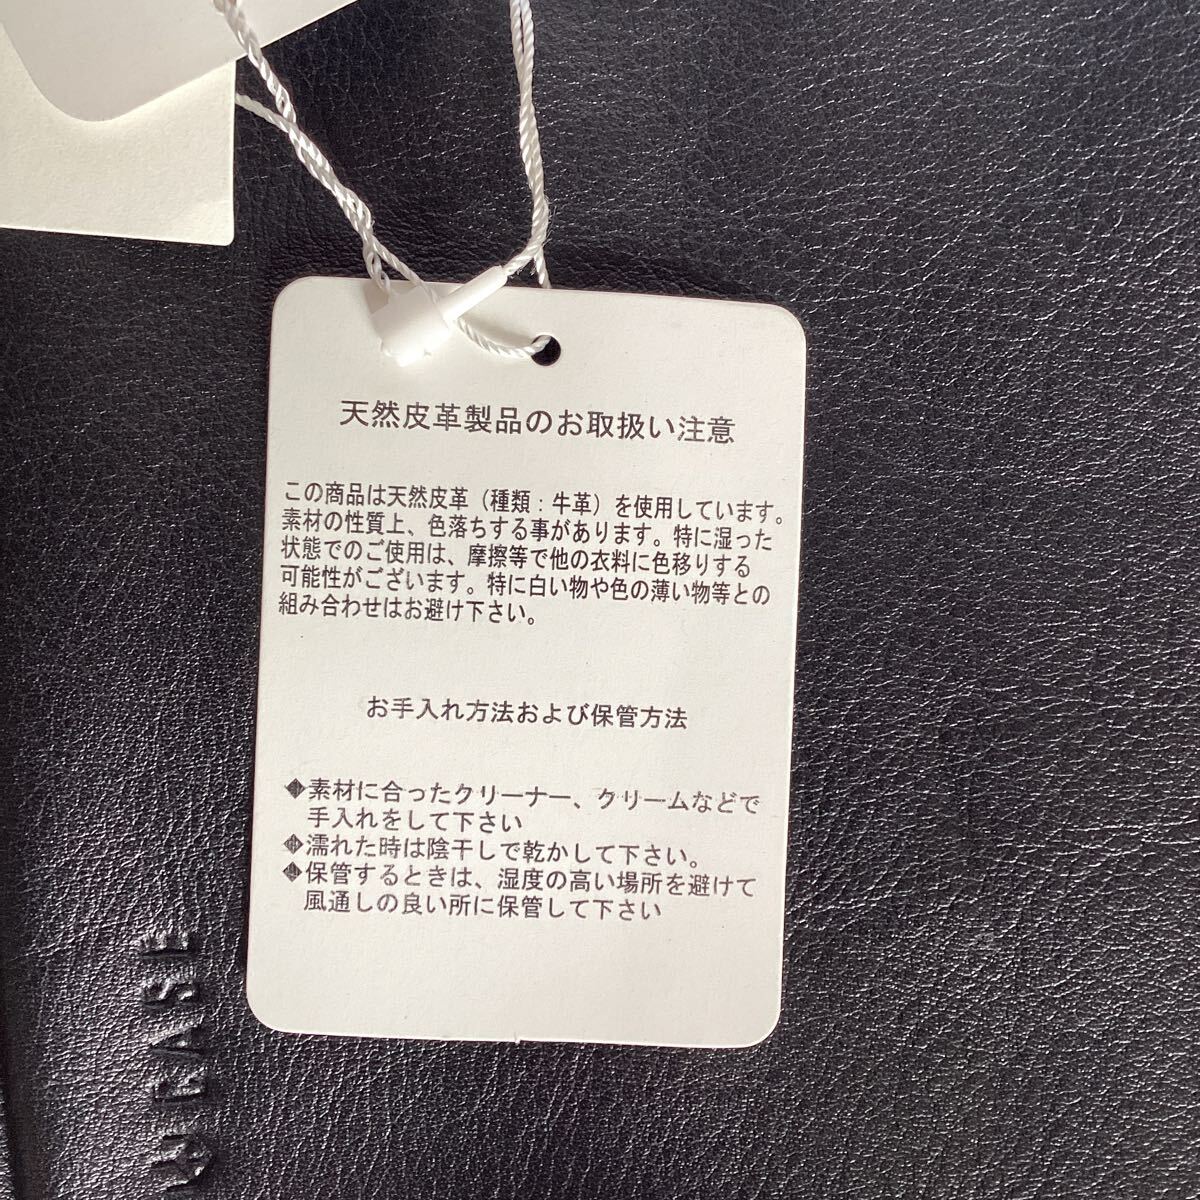 天然皮革製品のお取扱い注意
この商品は天然皮革（種類：牛革）を使用しています。
素材の性質上、色落ちする事があります。特に湿った
状態でのご使用は、摩擦等で他の衣料に色移りする
可能性がございます。特に白い物や色の薄い物等との
組み合わせはお避け下さい。
お手入れ方法および保管方法
◆素材に合ったクリーナー、クリームなどで
手入れをして下さい
◆濡れた時は陰干しで乾かして下さい。
◆保管するときは、湿度の高い場所を避けて
風通しの良い所に保管して下さい